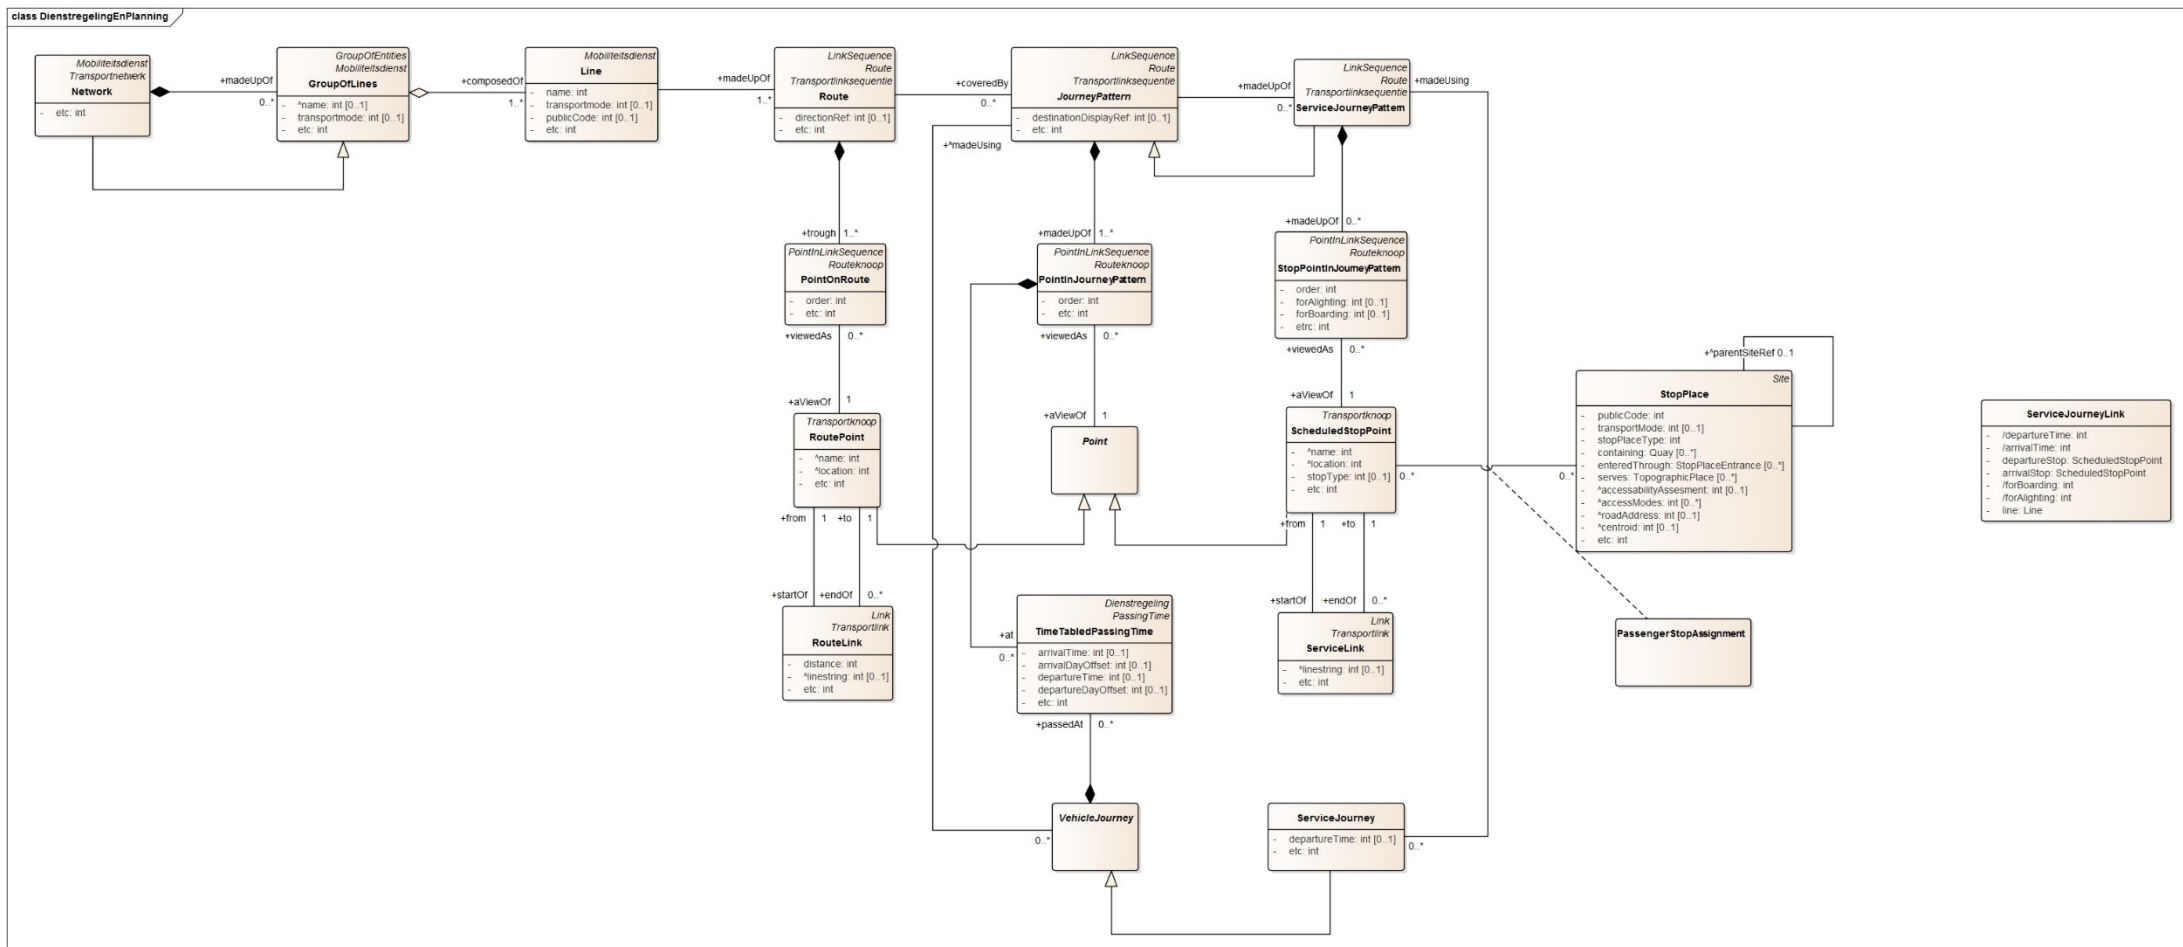 class DienstregelingEnPlanning
Mobiliteitsdienst
Transportnetwerk
Network
- etc: int
+madeUpOf
0..*
GroupOfEntities
Mobiliteitsdienst
GroupOfLines
- ^name: int [0..1]
- transportmode: int [0..1]
- etc: int
+composedOf
1..*
Mobiliteitsdienst
Line
- name: int
- transportmode: int [0..1]
- publicCode: int [0..1]
- etc: int
+madeUpOf
1..*
LinkSequence
Route
Transportlinksequentie
Route
- directionRef: int [0..1]
- etc: int
+coveredBy
0..*
LinkSequence
Route
Transportlinksequentie
JourneyPattern
- destinationDisplayRef: int [0..1]
- etc: int
+^madeUsing
+madeUpOf
0..*
LinkSequence
Route
Transportlinksequentie
ServiceJourneyPattern
+madeUsing
+trough 1..*
PointInLinkSequence
Routeknoop
PointOnRoute
- order: int
- etc: int
+viewedAs 0..*
+aViewOf 1
+madeUpOf 1..*
PointInLinkSequence
Routeknoop
PointInJourneyPattern
- order: int
- etc: int
+viewedAs 0..*
+aViewOf 1
+madeUpOf 0..*
PointInLinkSequence
Routeknoop
StopPointInJourneyPattern
- order: int
- forAlighting: int [0..1]
- forBoarding: int [0..1]
- etrc: int
+viewedAs 0..*
+aViewOf 1
Transportknoop
RoutePoint
- ^name: int
- ^location: int
- etc: int
+from 1 +to 1
+startOf +endOf 0..*
Point
Transportknoop
ScheduledStopPoint
- ^name: int
- ^location: int
- stopType: int [0..1]
- etc: int
0..*
0..*
+from 1 +to 1
+startOf +endOf 0..*
+^parentSiteRef 0..1
Site
StopPlace
- publicCode: int
- transportMode: int [0..1]
- stopPlaceType: int
- containing: Quay [0..*]
- enteredThrough: StopPlaceEntrance [0..*]
- serves: TopographicPlace [0..*]
- ^accessabilityAssesment: int [0..1]
- ^accessModes: int [0..*]
- ^roadAddress: int [0..1]
- ^centroid: int [0..1]
- etc: int
ServiceJourneyLink
- /departureTime: int
- /arrivalTime: int
- departureStop: ScheduledStopPoint
- arrivalStop: ScheduledStopPoint
- /forBoarding: int
- /forAlighting: int
- line: Line
Link
Transportlink
RouteLink
- distance: int
- ^linestring: int [0..1]
- etc: int
+at
0..*
Dienstregeling
PassingTime
TimeTabledPassingTime
- arrivalTime: int [0..1]
- arrivalDayOffset: int [0..1]
- departureTime: int [0..1]
- departureDayOffset: int [0..1]
- etc: int
+passedAt 0..*
Link
Transportlink
ServiceLink
- ^linestring: int [0..1]
- etc: int
PassengerStopAssignment
0..*
VehicleJourney
ServiceJourney
- departureTime: int [0..1]
- etc: int
0..*